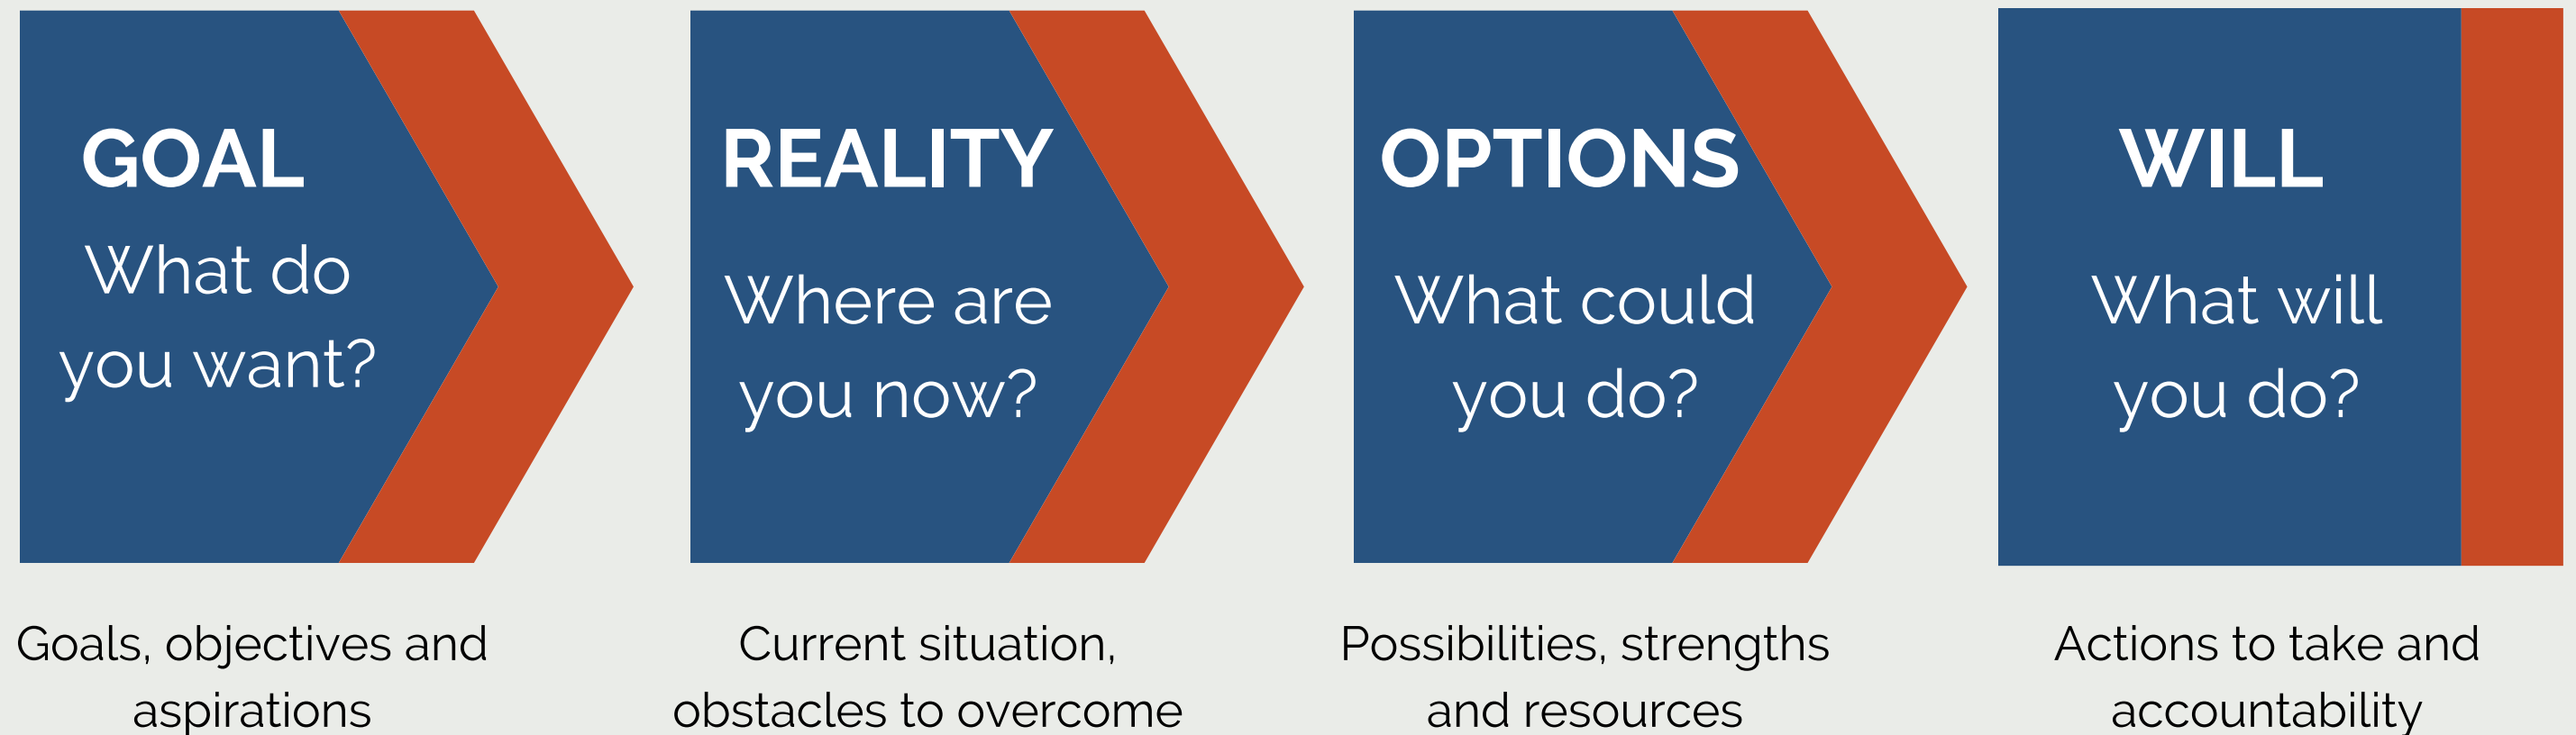 GOAL
What do
you want?
Goals, objectives and
aspirations
REALITY
Where are
you now?
Current situation,
obstacles to overcome
OPTIONS
What could
you do?
Possibilities, strengths
and resources
WILL
What will
you do?
Actions to take and
accountability